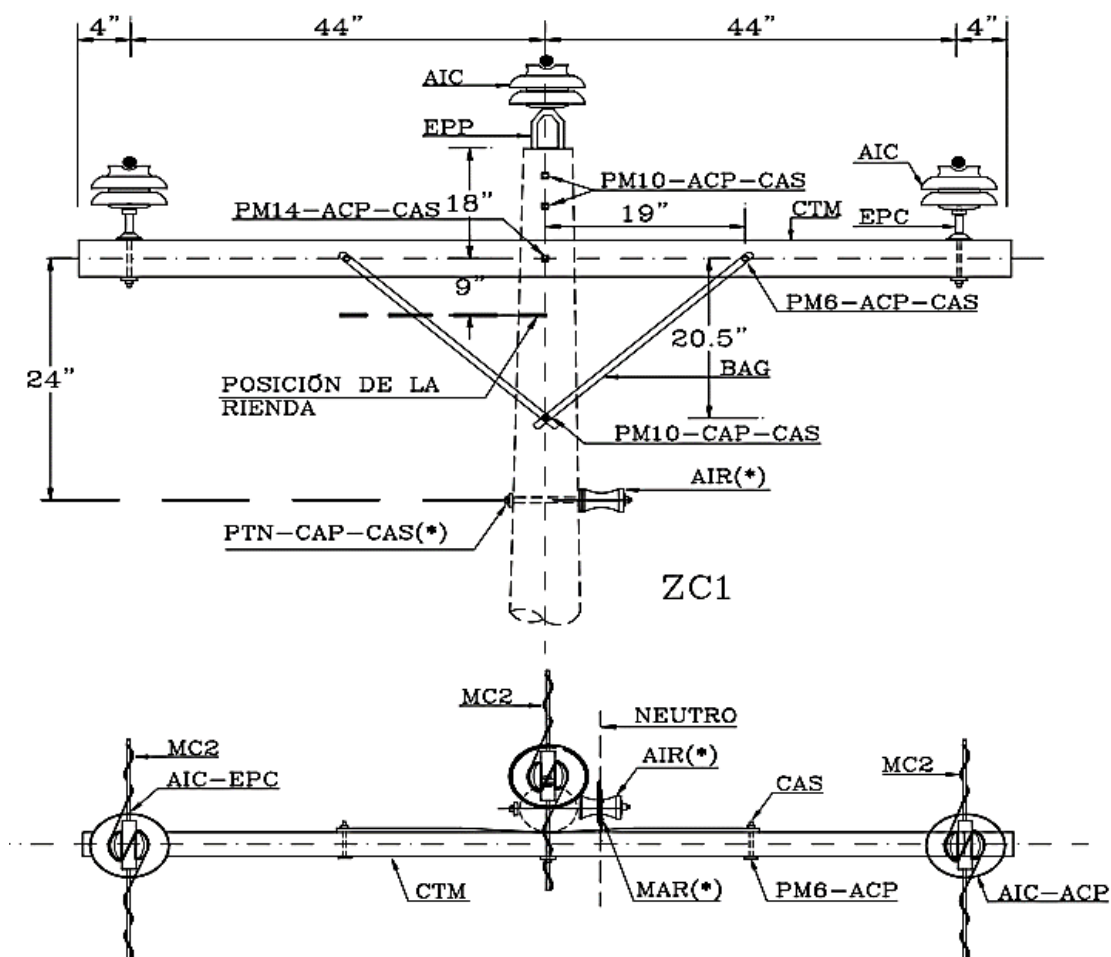 4" 44" 44" 4"
AIC
EPP
AIC
PM10-ACP-CAS
PM14-ACP-CAS
18"
19"
CTM
EPC
9"
PM6-ACP-CAS
20.5"
24"
BAG
POSICIÓN DE LA
RIENDA
PM10-CAP-CAS
AIR(*)
PTN-CAP-CAS(*)
ZC1
MC2
NEUTRO
MC2
AIR(*)
MC2
AIC-EPC
CAS
CTM
MAR(*)
PM6-ACP
AIC-ACP